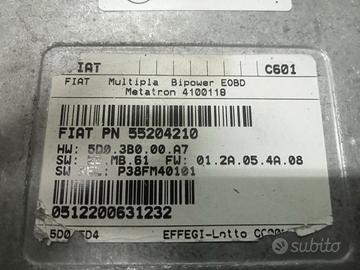 IAT C601
FIAT Multipla Bipower EOBD
Metatron 4100118
FIAT PN 55204210
HW: 5D0.3B0.00.A7
SW: MB.61 FW: 01.2A.05.4A.08
SW P38FM40101
0512200631232
5D0/5D4 EFFEGI-Lotto
subito